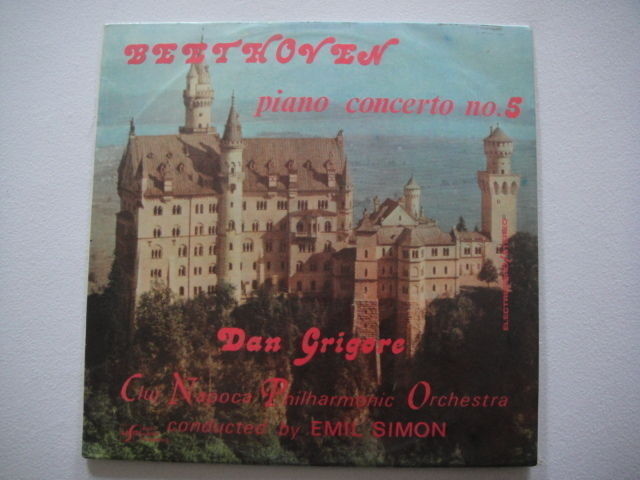 BEETHOVEN
piano concerto no.5
Dan Grigore
Cluj Napoca Philharmonic Orchestra
conducted by EMIL SIMON